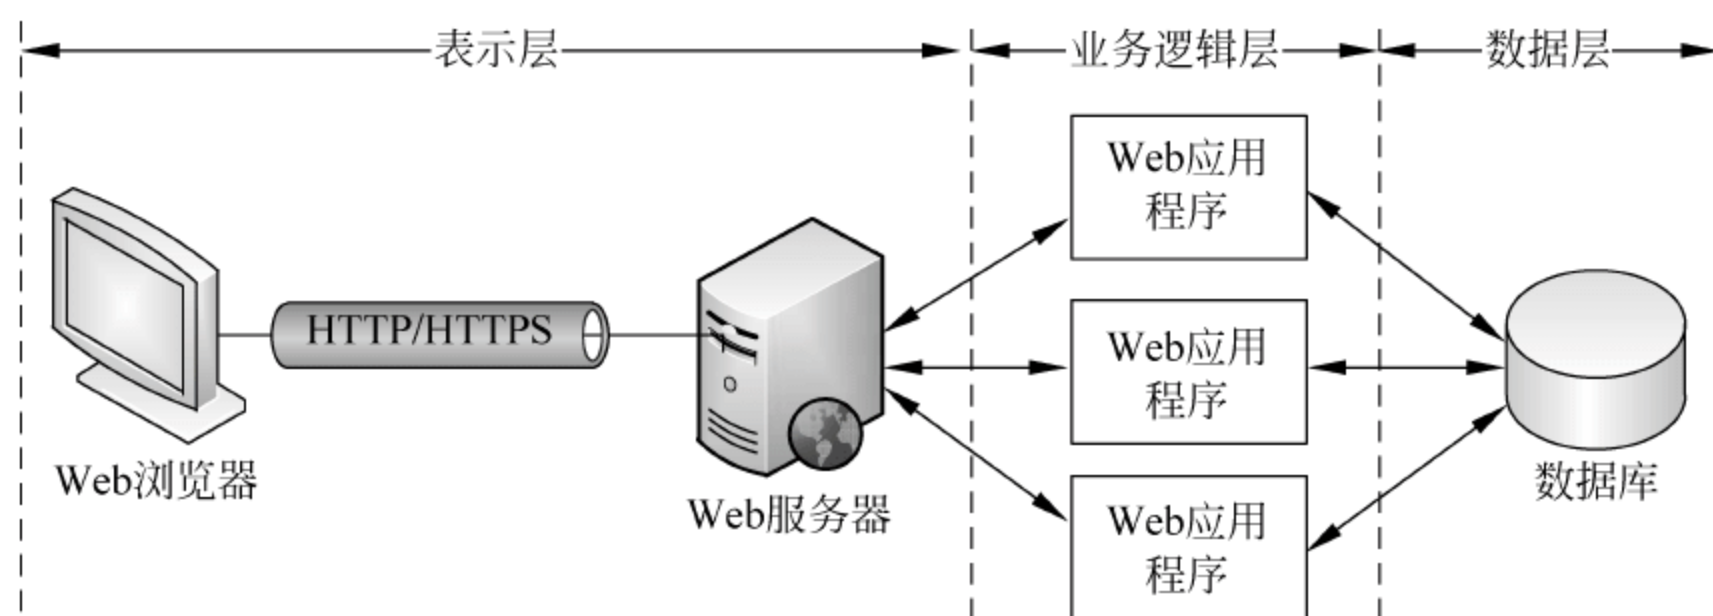 表示层
业务逻辑层
数据层
Web应用
程序
HTTP/HTTPS
Web应用
程序
Web浏览器
Web服务器
数据库
Web应用
程序